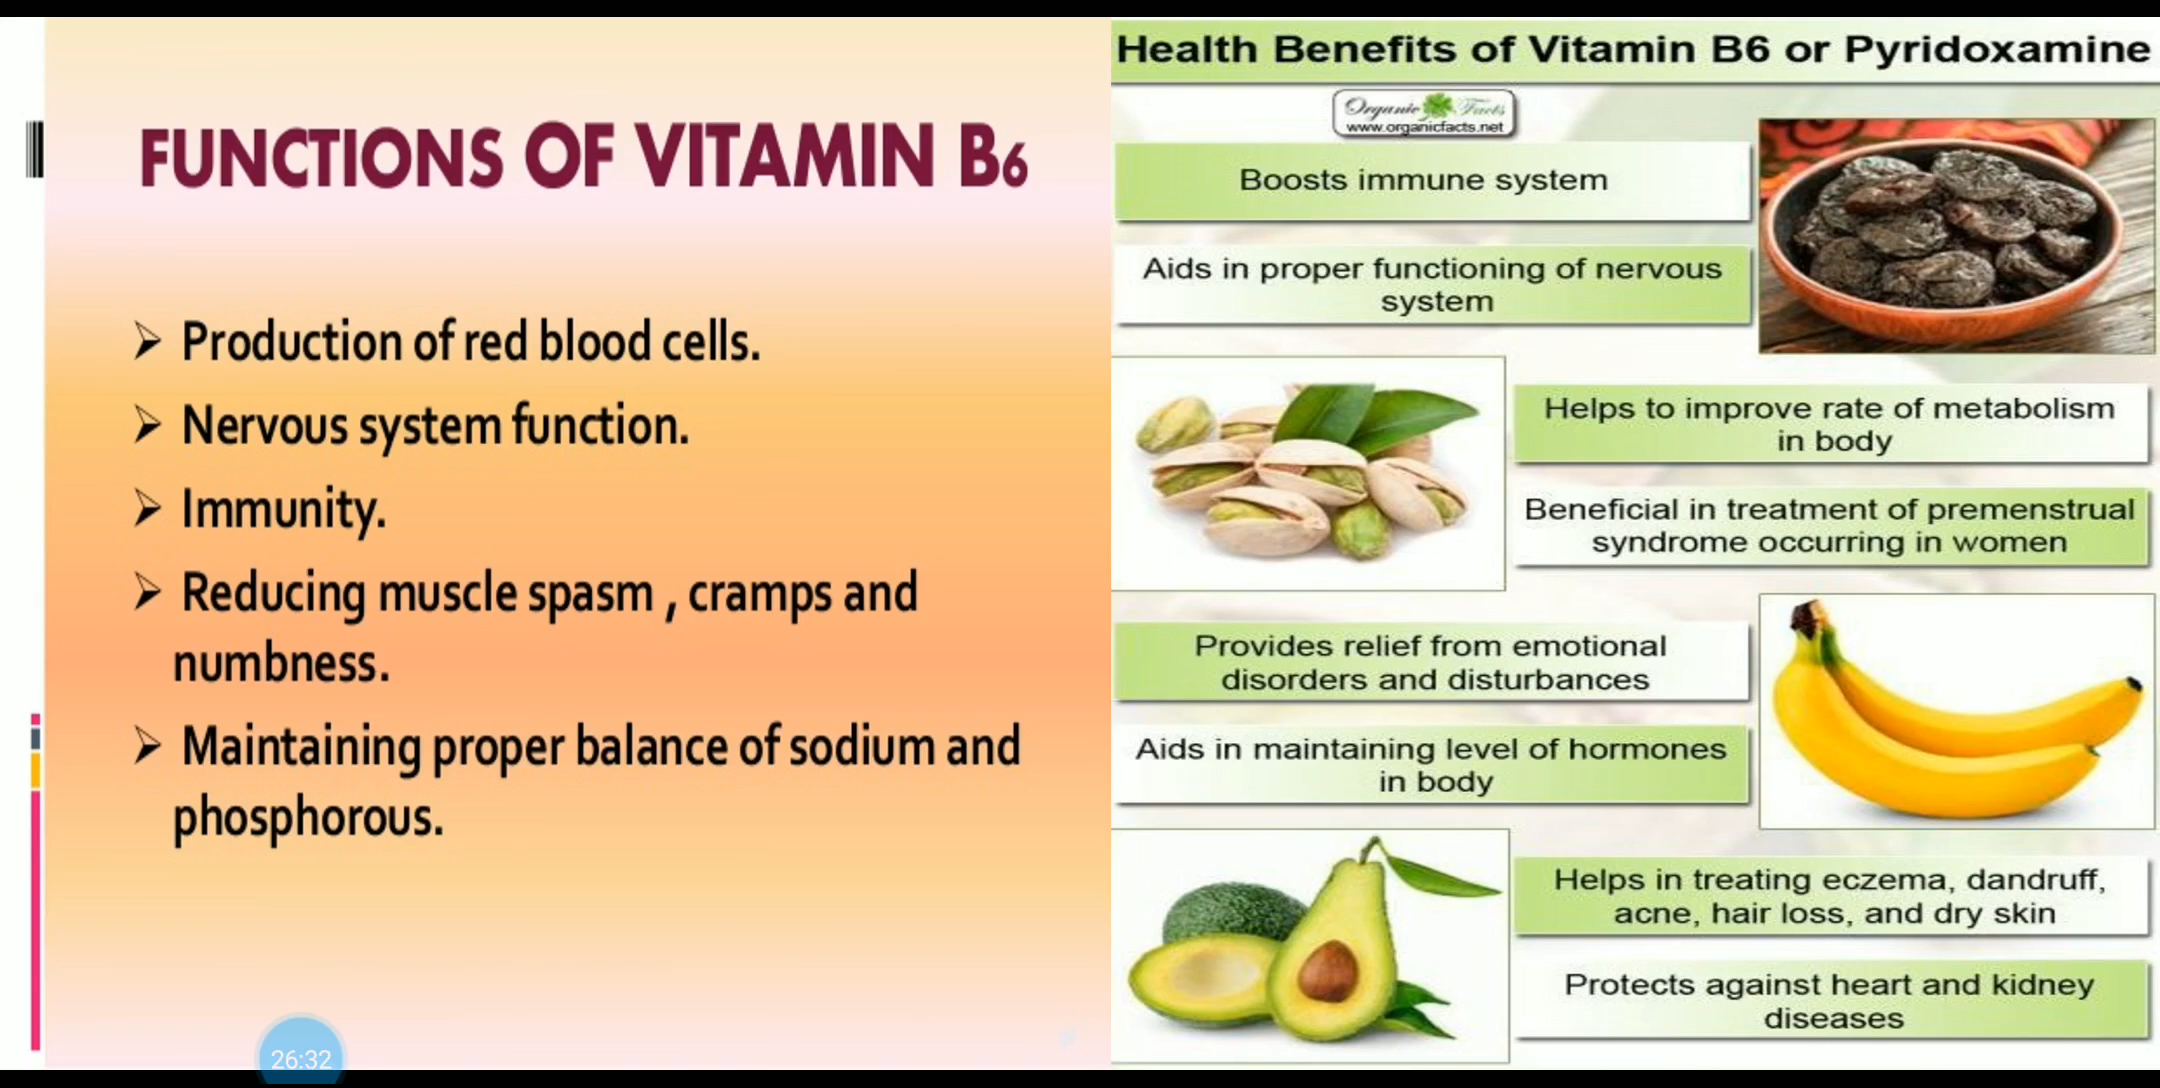 FUNCTIONS OF VITAMIN B6
Production of red blood cells.
Nervous system function.
Immunity.
Reducing muscle spasm , cramps and
numbness.
Maintaining proper balance of sodium and
phosphorous.
26:32
Health Benefits of Vitamin B6 or Pyridoxamine
Organic Facts
www.organicfacts.net
Boosts immune system
Aids in proper functioning of nervous
system
Helps to improve rate of metabolism
in body
Beneficial in treatment of premenstrual
syndrome occurring in women
Provides relief from emotional
disorders and disturbances
Aids in maintaining level of hormones
in body
Helps in treating eczema, dandruff,
acne, hair loss, and dry skin
Protects against heart and kidney
diseases